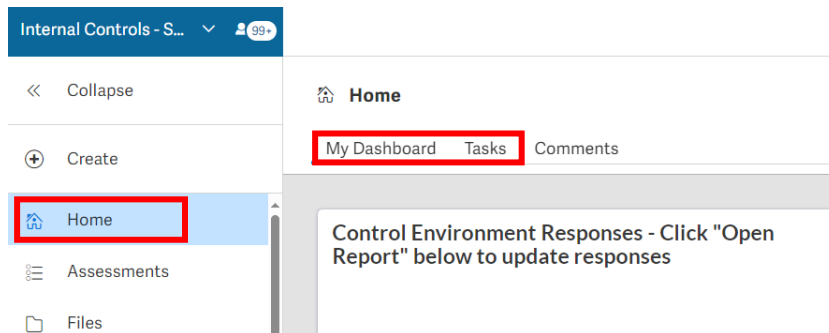 Internal Controls - S...
99+
Collapse
Create
Home
Assessments
Files
Home
My Dashboard Tasks Comments
Control Environment Responses - Click "Open
Report" below to update responses